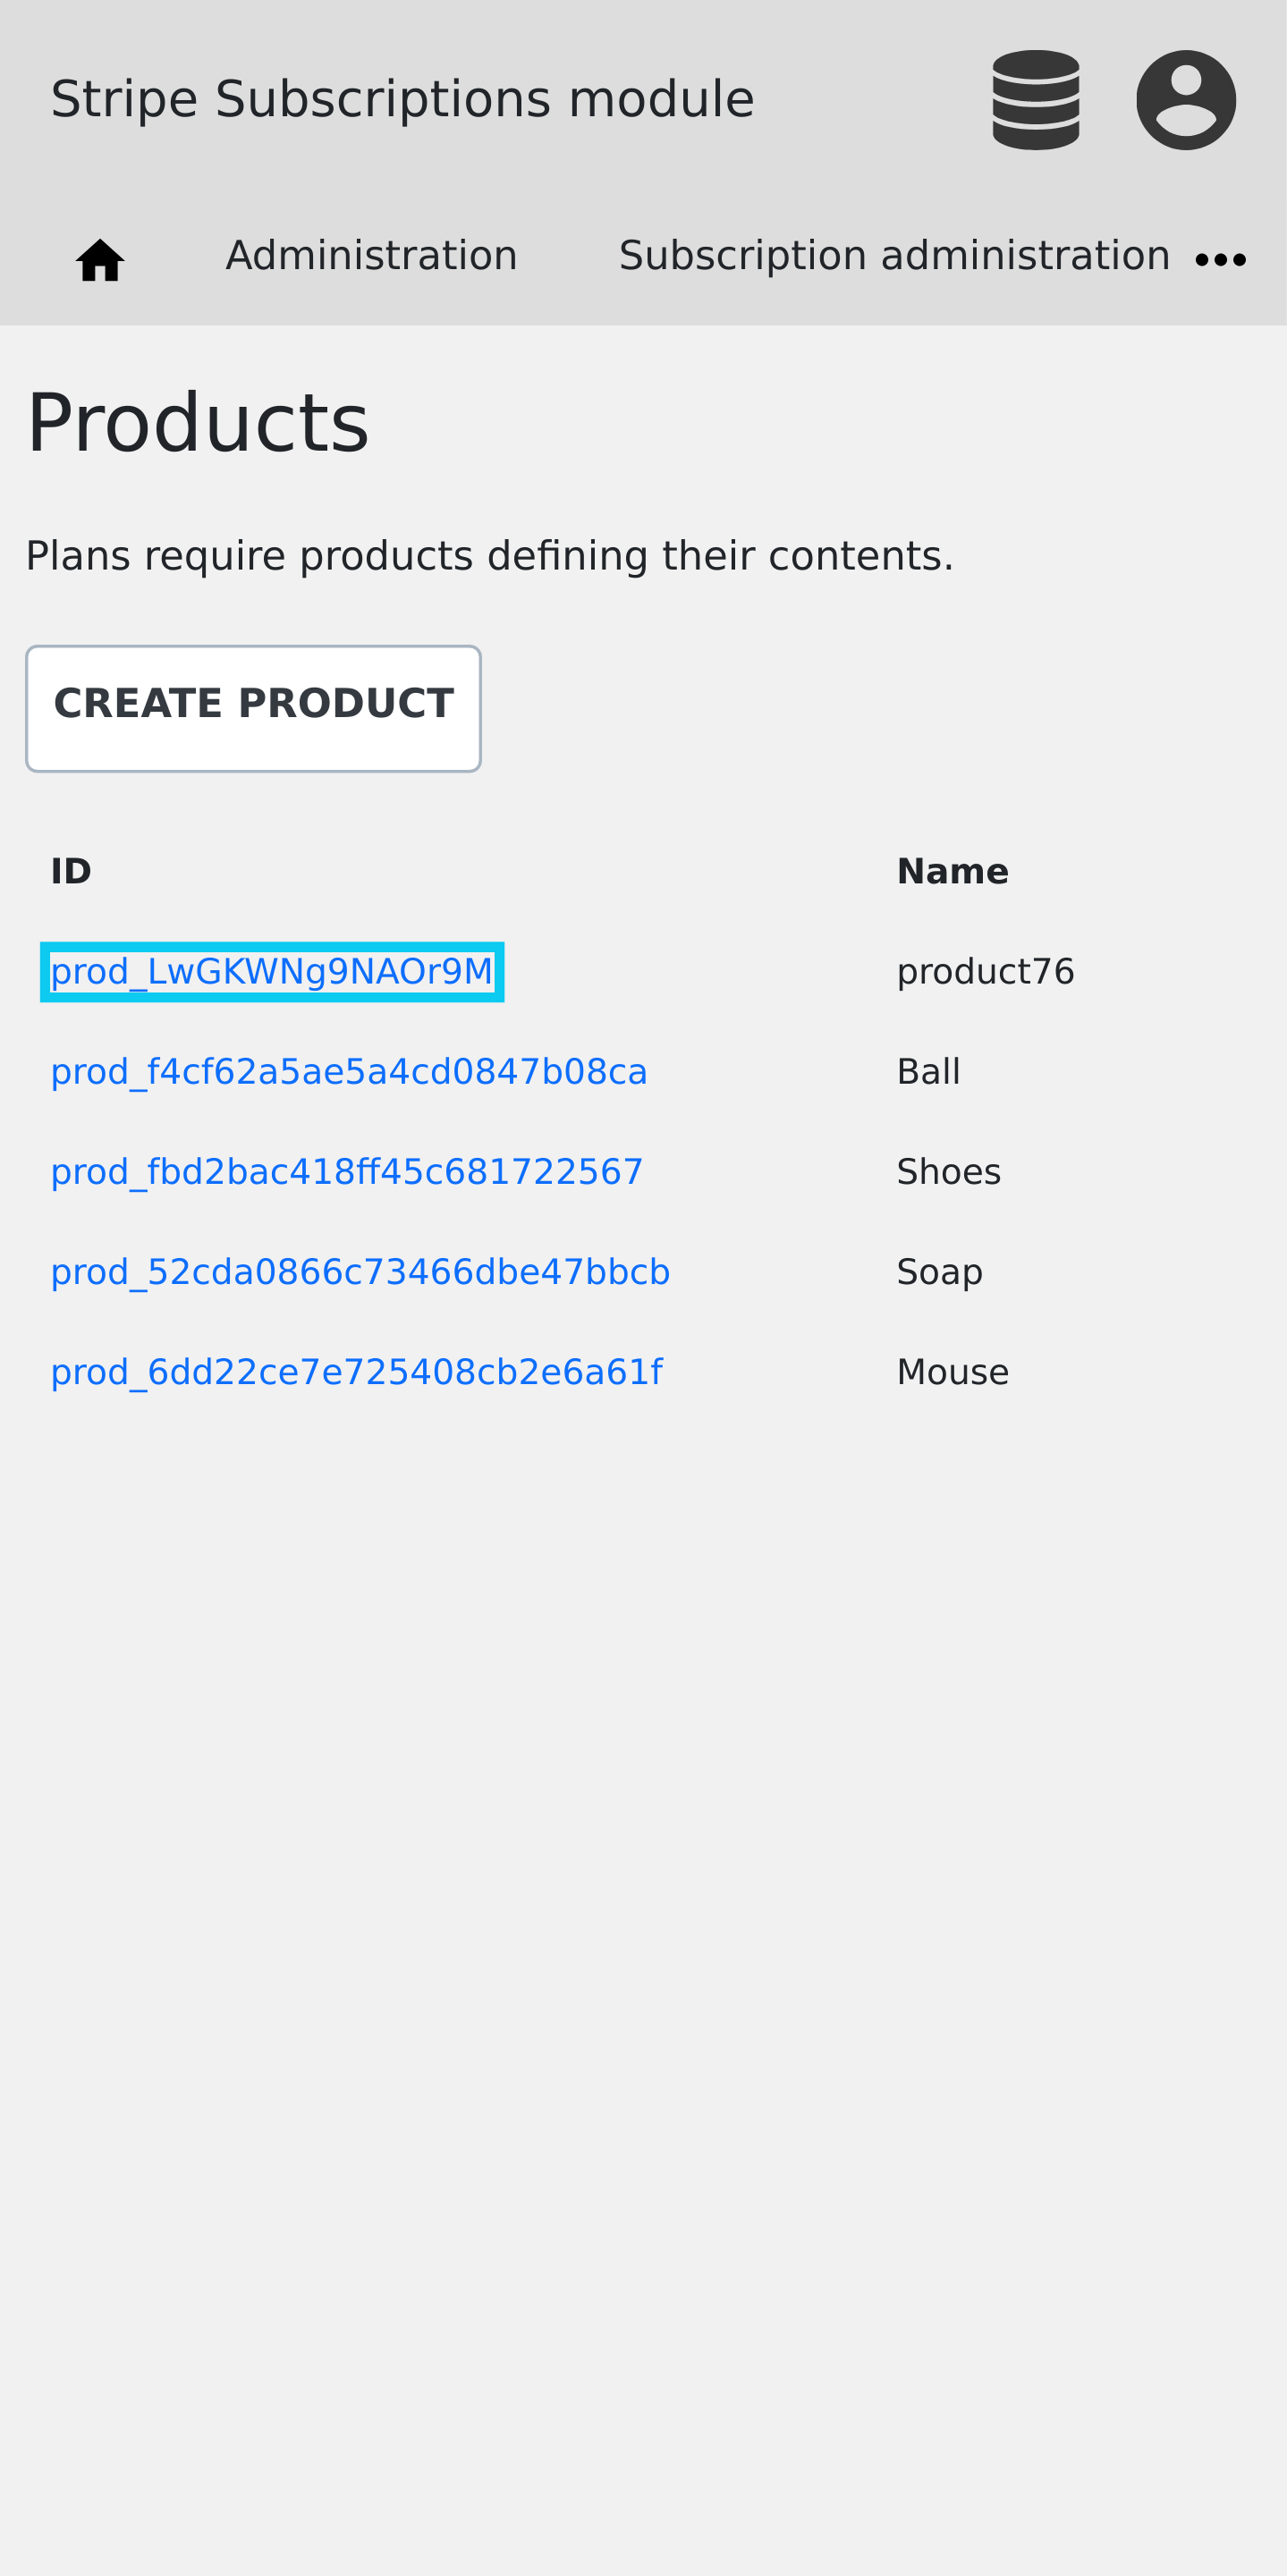 Stripe Subscriptions module
Administration Subscription administration
Products
Plans require products defining their contents.
CREATE PRODUCT
ID Name
prod_LwGKWNg9NAOr9M product76
prod_f4cf62a5ae5a4cd0847b08ca Ball
prod_fbd2bac418ff45c681722567 Shoes
prod_52cda0866c73466dbe47bbcb Soap
prod_6dd22ce7e725408cb2e6a61f Mouse